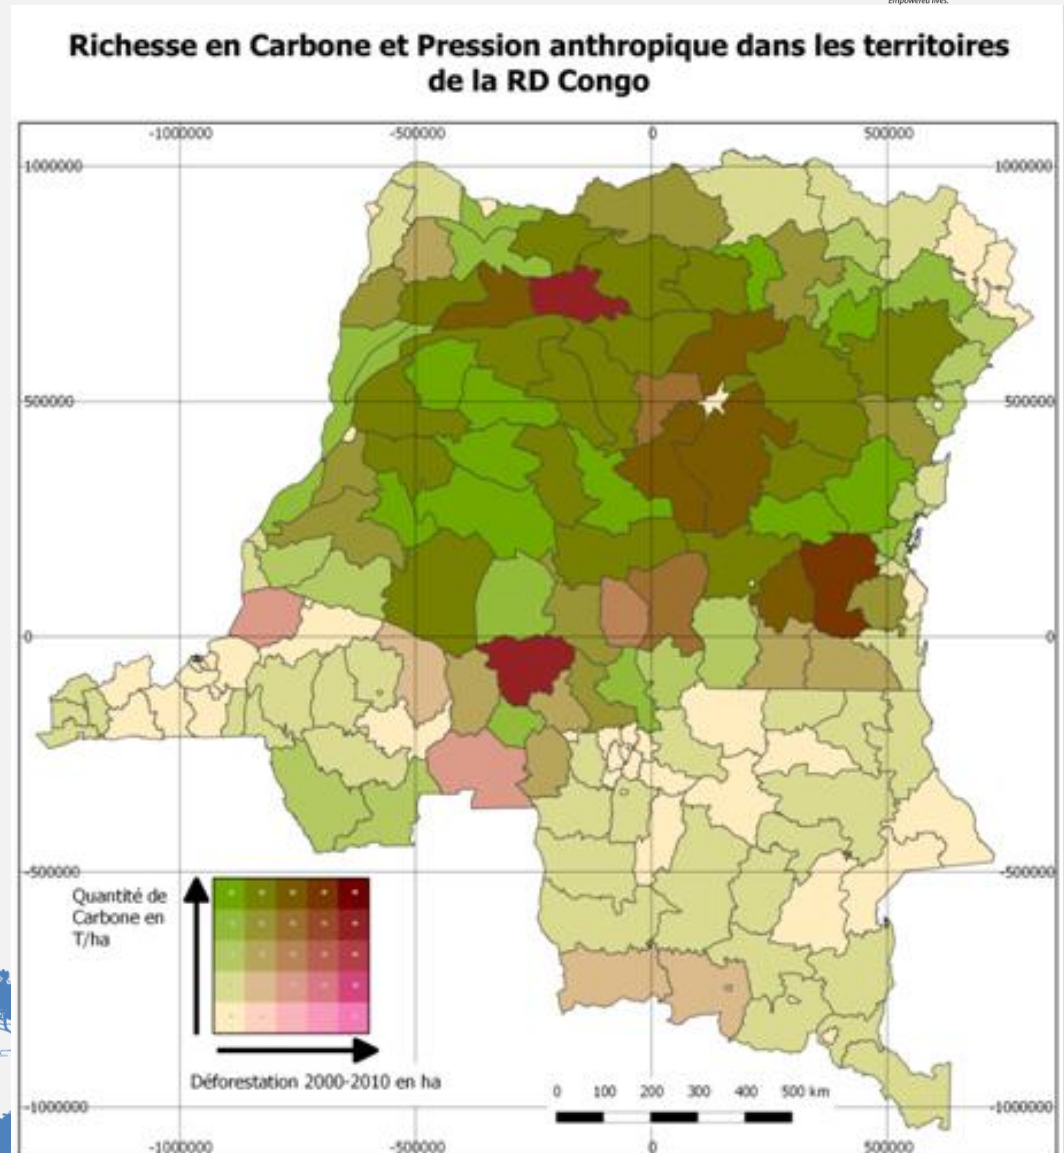 Empowered lives.
Richesse en Carbone et Pression anthropique dans les territoires
de la RD Congo
-1000000 -500000 0 500000
1000000 1000000
500000 500000
0 0
-500000 -500000
Quantité de
Carbone en
T/ha
Déforestation 2000-2010 en ha
0 100 200 300 400 500 km
-1000000 -1000000
-1000000 -500000 0 500000